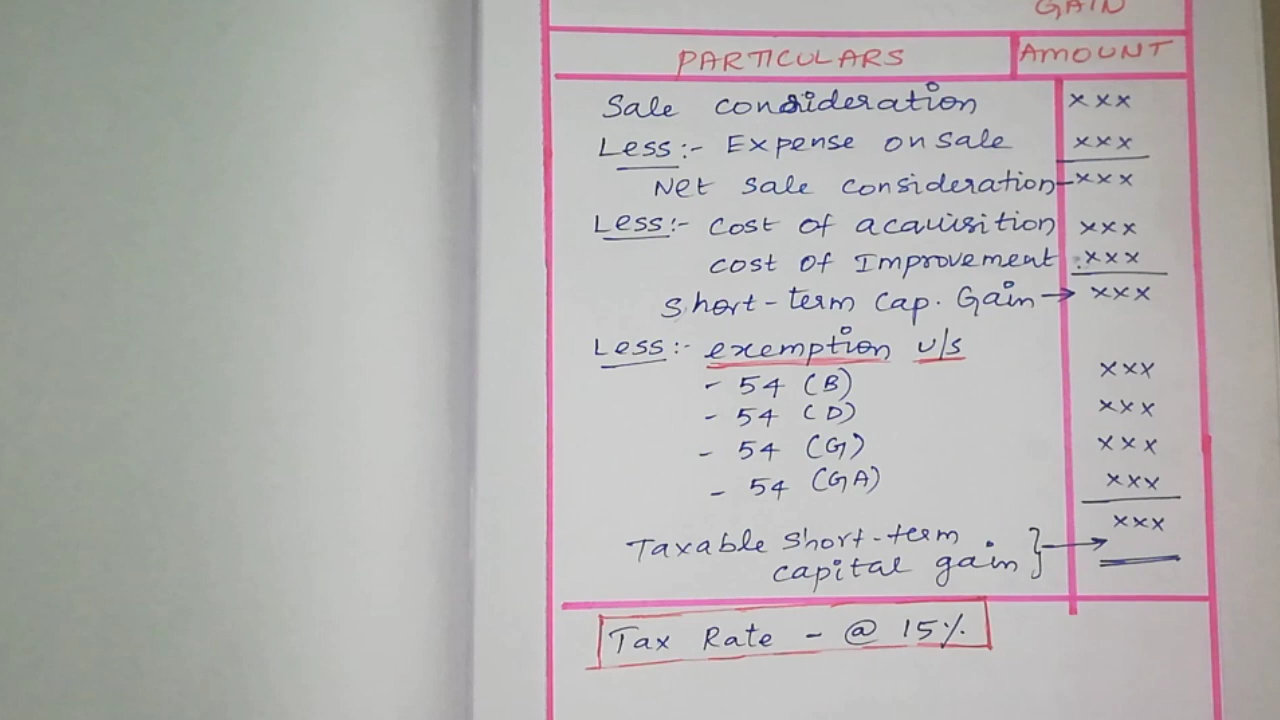 GAIN
PARTICULARS AMOUNT
Sale consideration xxx
Less:- Expense on sale xxx
Net sale consideration xxx
Less:- cost of acquisition xxx
cost of Improvement xxx
Short-term Cap. Gain → xxx
Less:- exemption u/s
- 54 (B) xxx
- 54 (D) xxx
- 54 (G) xxx
- 54 (GA) xxx
Taxable short-term xxx
capital gain } →
Tax Rate - @ 15%.